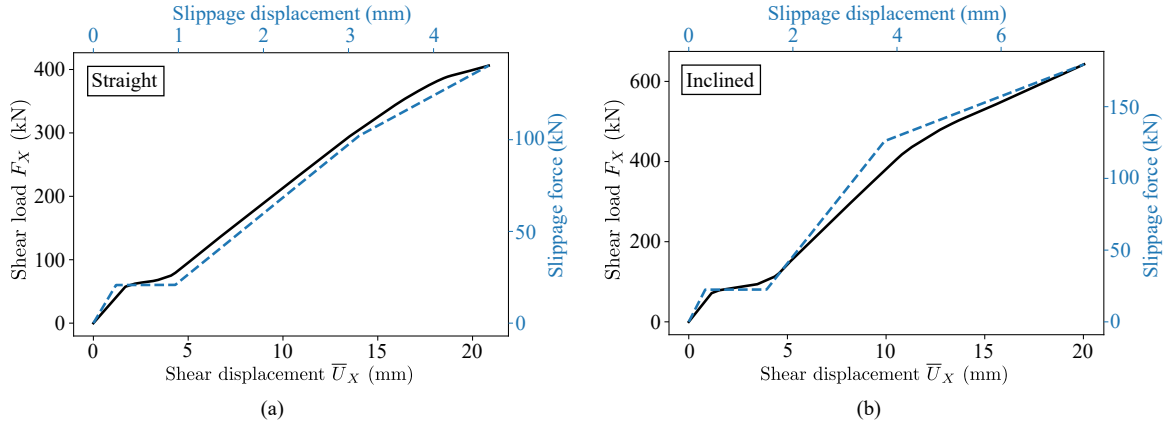 Slippage displacement (mm)
0 1 2 3 4
Straight
Shear load F_X (kN)
400
300
200
100
0
Slippage force (kN)
100
50
0
0 5 10 15 20
Shear displacement U̅_X (mm)
(a)
Slippage displacement (mm)
0 2 4 6
Inclined
Shear load F_X (kN)
600
400
200
0
Slippage force (kN)
150
100
50
0
0 5 10 15 20
Shear displacement U̅_X (mm)
(b)